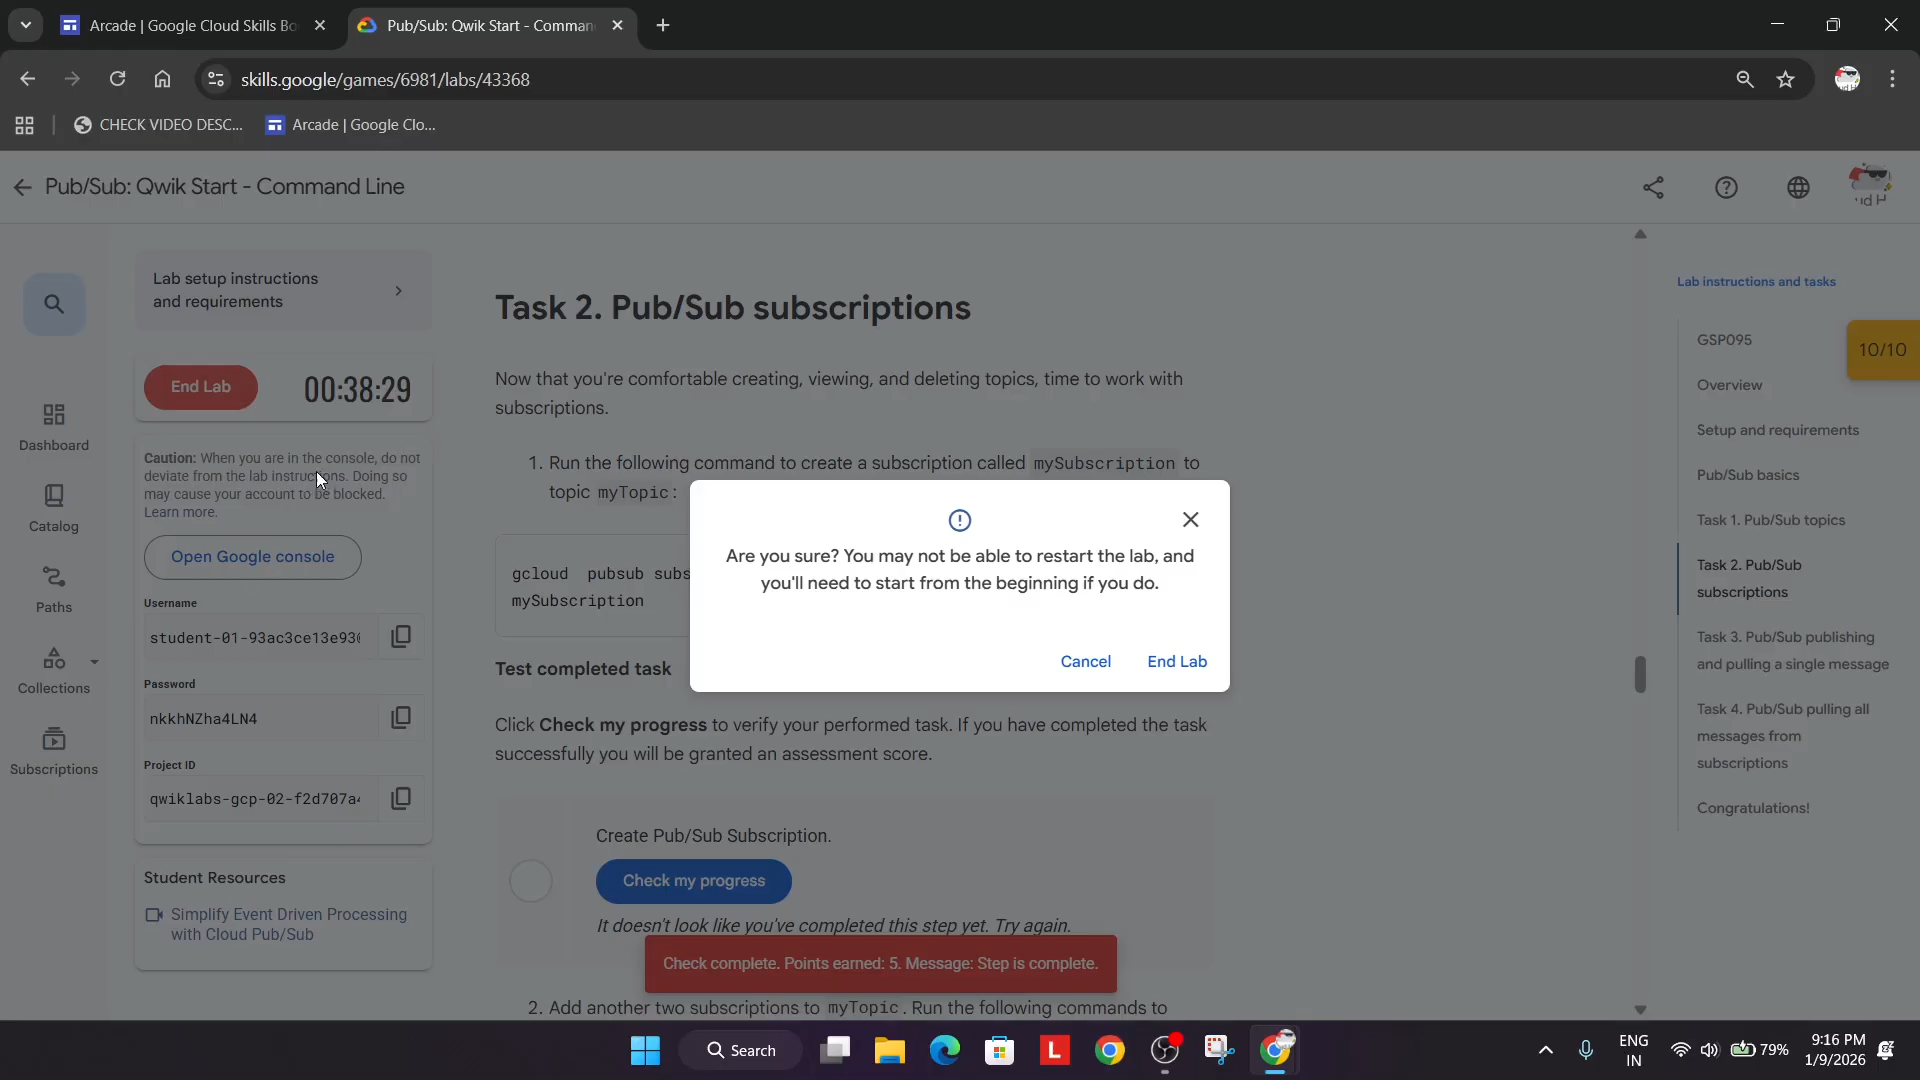 Arcade | Google Cloud Skills Bo
Pub/Sub: Qwik Start - Comman
skills.google/games/6981/labs/43368
CHECK VIDEO DESC...
Arcade | Google Clo...
Pub/Sub: Qwik Start - Command Line
Lab setup instructions
and requirements
End Lab
00:38:29
Caution: When you are in the console, do not
deviate from the lab instructions. Doing so
may cause your account to be blocked.
Learn more.
Open Google console
Username
student-01-93ac3ce13e930
Password
nkkhNZha4LN4
Project ID
qwiklabs-gcp-02-f2d707a4
Student Resources
Simplify Event Driven Processing
with Cloud Pub/Sub
Dashboard
Catalog
Paths
Collections
Subscriptions
Task 2. Pub/Sub subscriptions
Now that you're comfortable creating, viewing, and deleting topics, time to work with
subscriptions.
1. Run the following command to create a subscription called mySubscription to
topic myTopic:
gcloud pubsub subs
mySubscription
Test completed task
Click Check my progress to verify your performed task. If you have completed the task
successfully you will be granted an assessment score.
Create Pub/Sub Subscription.
Check my progress
It doesn't look like you've completed this step yet. Try again.
Check complete. Points earned: 5. Message: Step is complete.
2. Add another two subscriptions to myTopic. Run the following commands to
Are you sure? You may not be able to restart the lab, and
you'll need to start from the beginning if you do.
Cancel
End Lab
Lab instructions and tasks
GSP095
Overview
Setup and requirements
Pub/Sub basics
Task 1. Pub/Sub topics
Task 2. Pub/Sub
subscriptions
Task 3. Pub/Sub publishing
and pulling a single message
Task 4. Pub/Sub pulling all
messages from
subscriptions
Congratulations!
10/10
Search
ENG
IN
79%
9:16 PM
1/9/2026